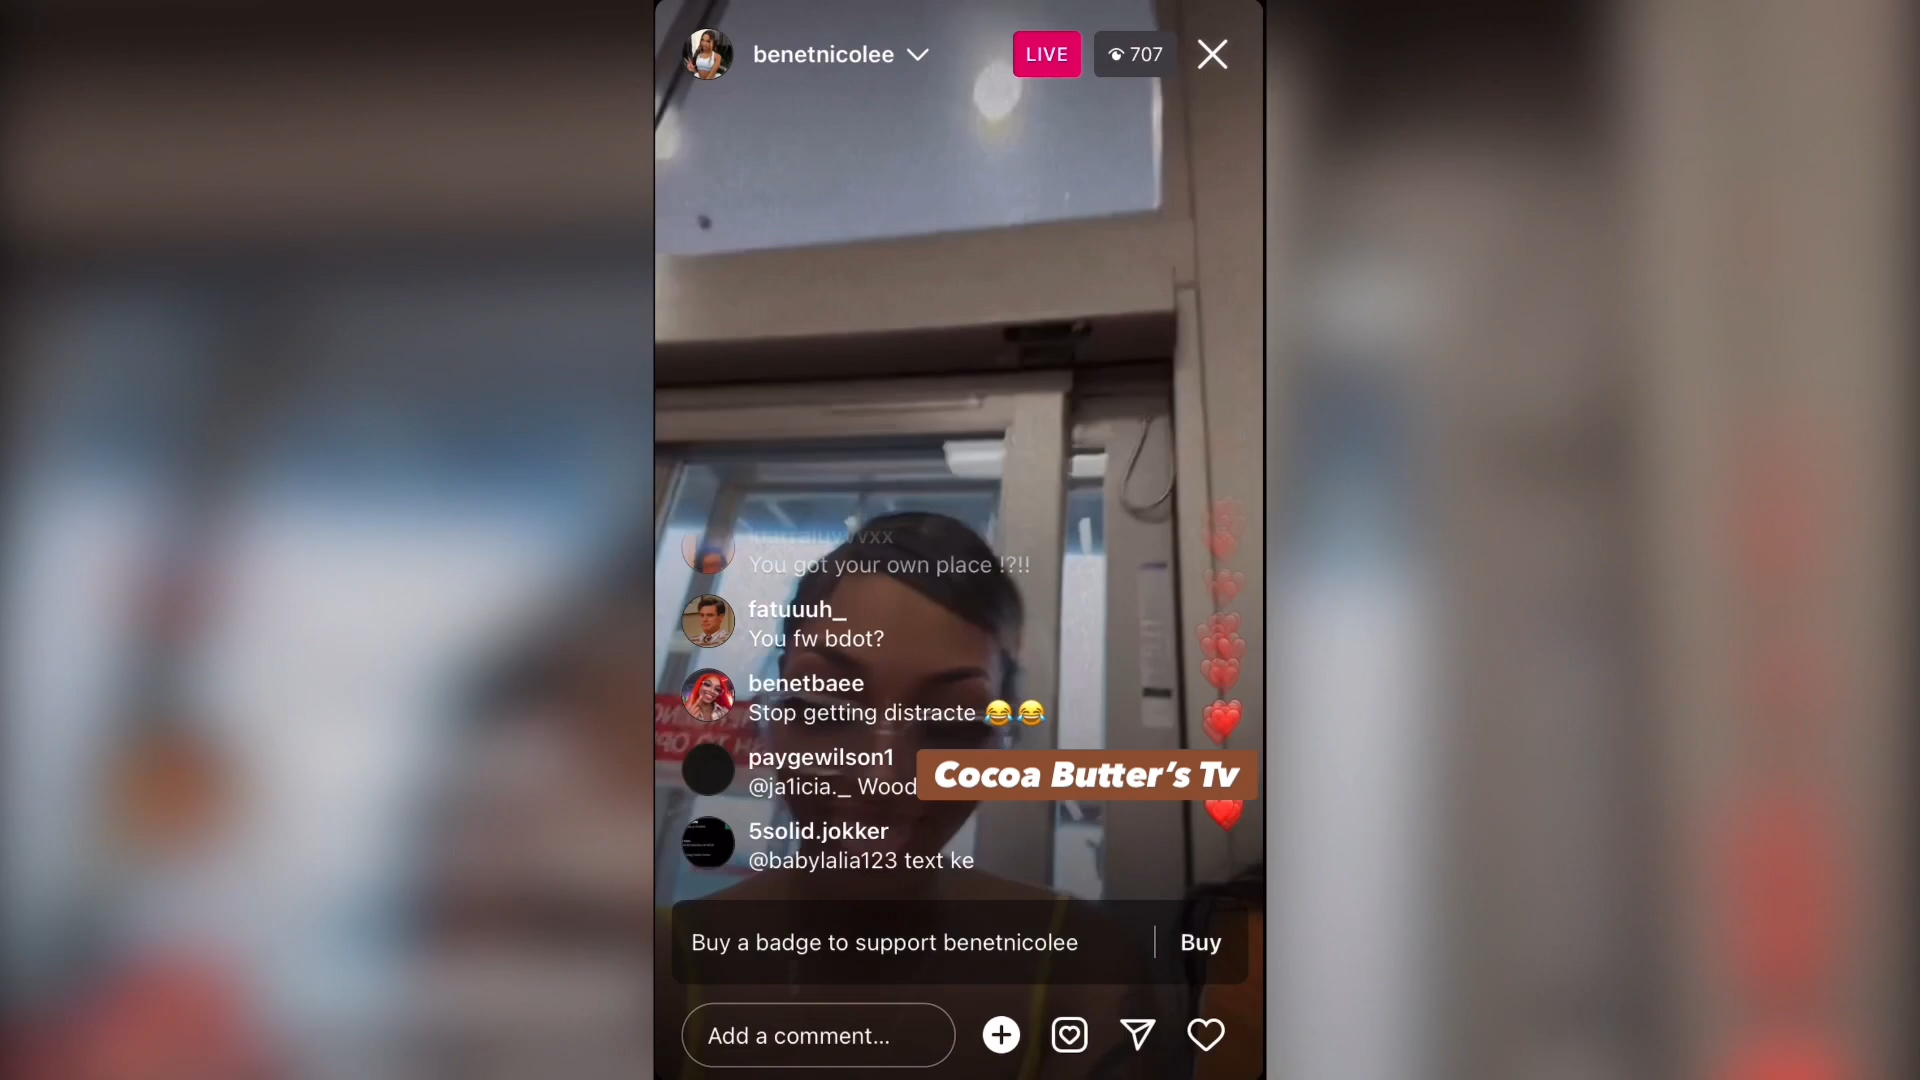 benetnicolee
LIVE
707
You got your own place !?!!
fatuuuh_
You fw bdot?
benetbaee
Stop getting distracte 😂😂
paygewilson1
@ja1icia._ Wood
Cocoa Butter's Tv
5solid.jokker
@babylalia123 text ke
Buy a badge to support benetnicolee
Buy
Add a comment...